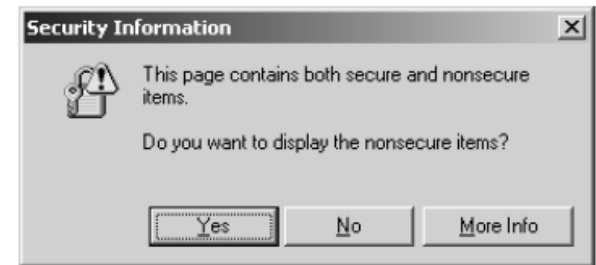 Security Information
This page contains both secure and nonsecure
items.
Do you want to display the nonsecure items?
Yes No More Info